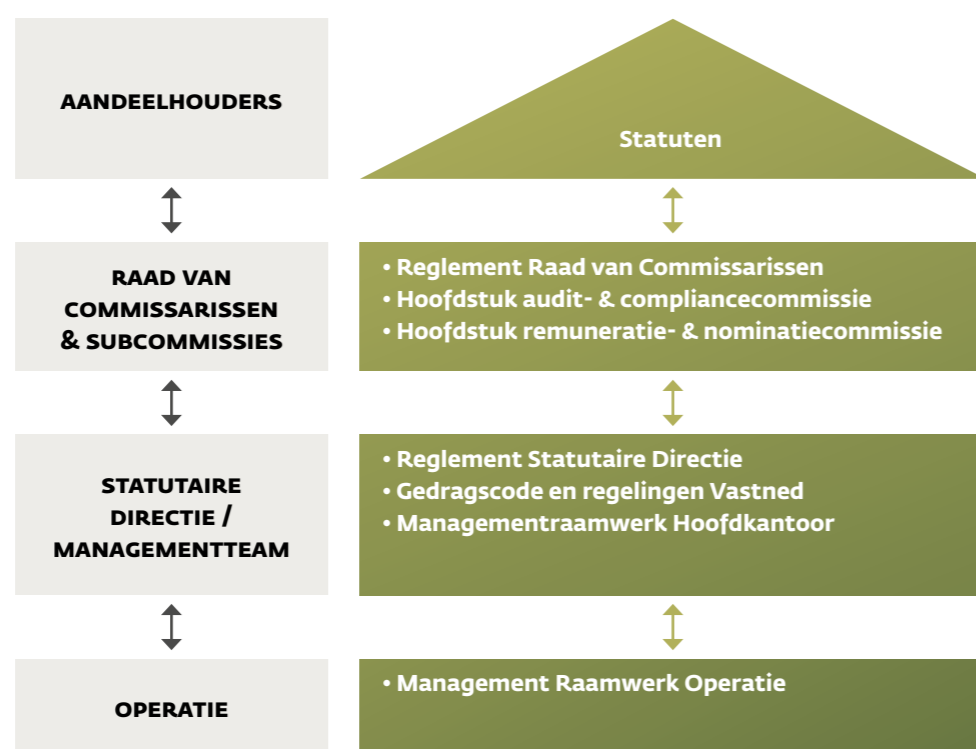 AANDEELHOUDERS
Statuten
RAAD VAN
COMMISSARISSEN
& SUBCOMMISSIES
• Reglement Raad van Commissarissen
• Hoofdstuk audit- & compliancecommissie
• Hoofdstuk remuneratie- & nominatiecommissie
STATUTAIRE
DIRECTIE /
MANAGEMENTTEAM
• Reglement Statutaire Directie
• Gedragscode en regelingen Vastned
• Managementraamwerk Hoofdkantoor
OPERATIE
• Management Raamwerk Operatie